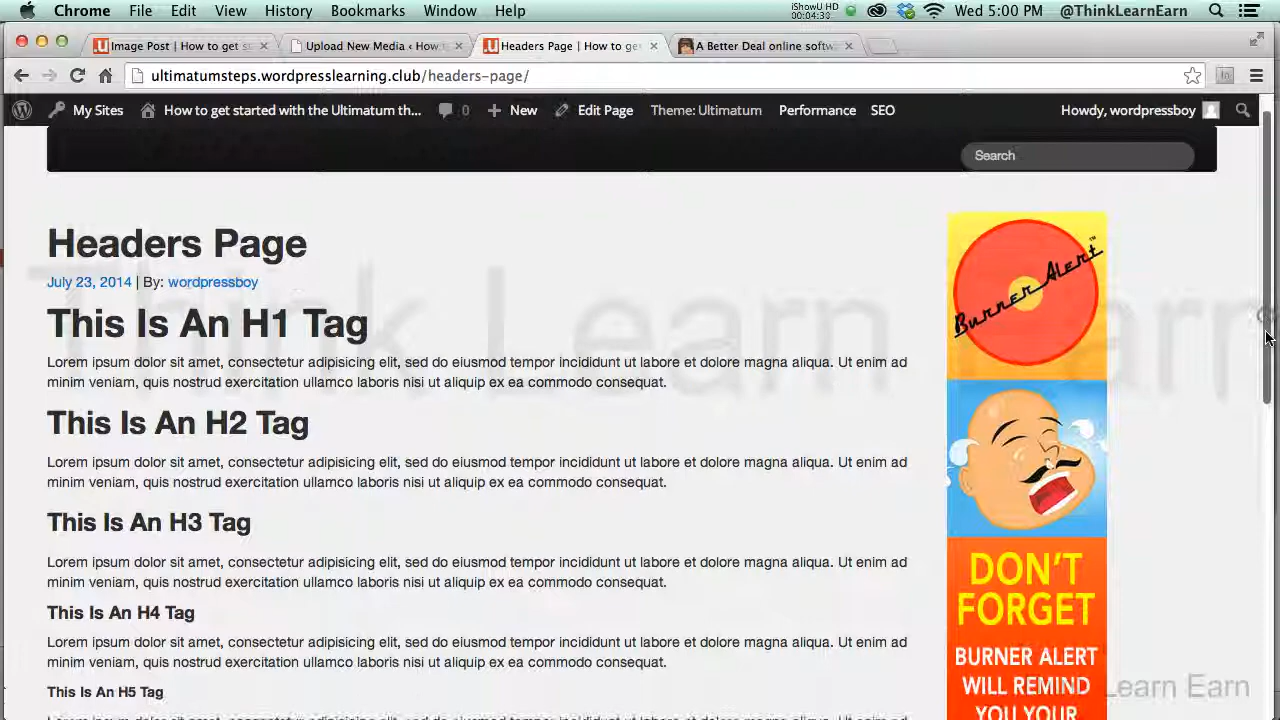 Chrome File Edit View History Bookmarks Window Help iShowU HD 00:04:33 Wed 5:00 PM @ThinkLearnEarn
Image Post | How to get s
Upload New Media ‹ How
Headers Page | How to ge
A Better Deal online softw
ultimatumsteps.wordpresslearning.club/headers-page/
My Sites How to get started with the Ultimatum th... 0 New Edit Page Theme: Ultimatum Performance SEO Howdy, wordpressboy
Search
Headers Page
July 23, 2014 | By: wordpressboy
This Is An H1 Tag
Lorem ipsum dolor sit amet, consectetur adipisicing elit, sed do eiusmod tempor incididunt ut labore et dolore magna aliqua. Ut enim ad
minim veniam, quis nostrud exercitation ullamco laboris nisi ut aliquip ex ea commodo consequat.
This Is An H2 Tag
Lorem ipsum dolor sit amet, consectetur adipisicing elit, sed do eiusmod tempor incididunt ut labore et dolore magna aliqua. Ut enim ad
minim veniam, quis nostrud exercitation ullamco laboris nisi ut aliquip ex ea commodo consequat.
This Is An H3 Tag
Lorem ipsum dolor sit amet, consectetur adipisicing elit, sed do eiusmod tempor incididunt ut labore et dolore magna aliqua. Ut enim ad
minim veniam, quis nostrud exercitation ullamco laboris nisi ut aliquip ex ea commodo consequat.
This Is An H4 Tag
Lorem ipsum dolor sit amet, consectetur adipisicing elit, sed do eiusmod tempor incididunt ut labore et dolore magna aliqua. Ut enim ad
minim veniam, quis nostrud exercitation ullamco laboris nisi ut aliquip ex ea commodo consequat.
This Is An H5 Tag
Burner Alert™
DON'T
FORGET
BURNER ALERT
WILL REMIND
YOU YOUR
Think Learn Earn
Learn Earn